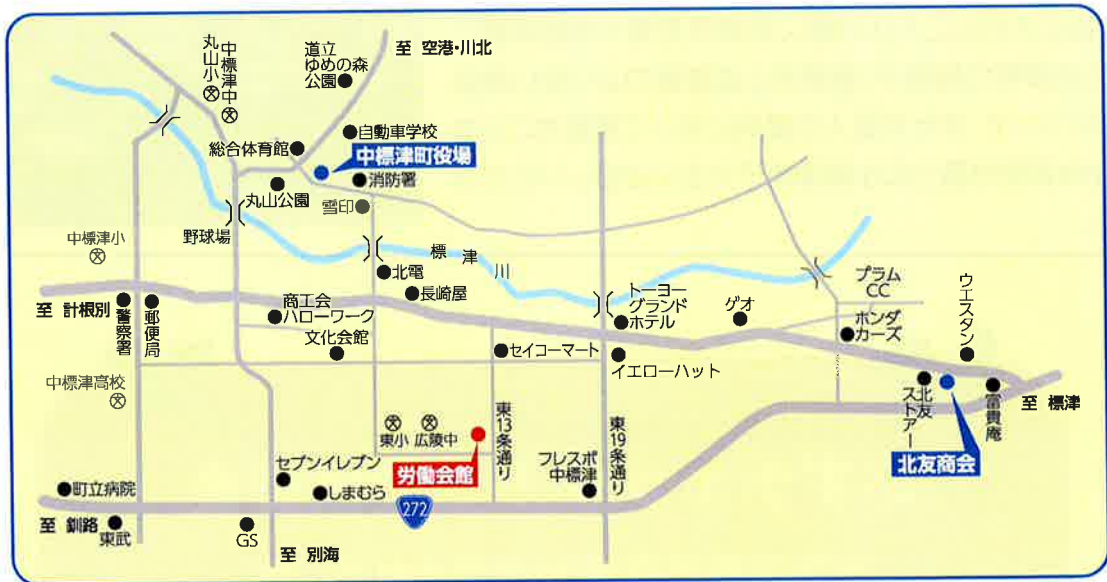 至 空港・川北
道立
ゆめの森
公園
丸山小
中標津中
自動車学校
総合体育館
中標津町役場
消防署
丸山公園
雪印
野球場
中標津小
標津川
北電
長崎屋
至 計根別
警察署
郵便局
商工会
ハローワーク
文化会館
トーヨー
グランド
ホテル
ゲオ
プラム
CC
ホンダ
カーズ
ウエスタン
セイコーマート
イエローハット
中標津高校
東小
広陵中
労働会館
東13条通り
東19条通り
フレスポ
中標津
北友
ストアー
北友商会
富貴庵
至 標津
セブンイレブン
しまむら
町立病院
272
至 釧路
東武
GS
至 別海